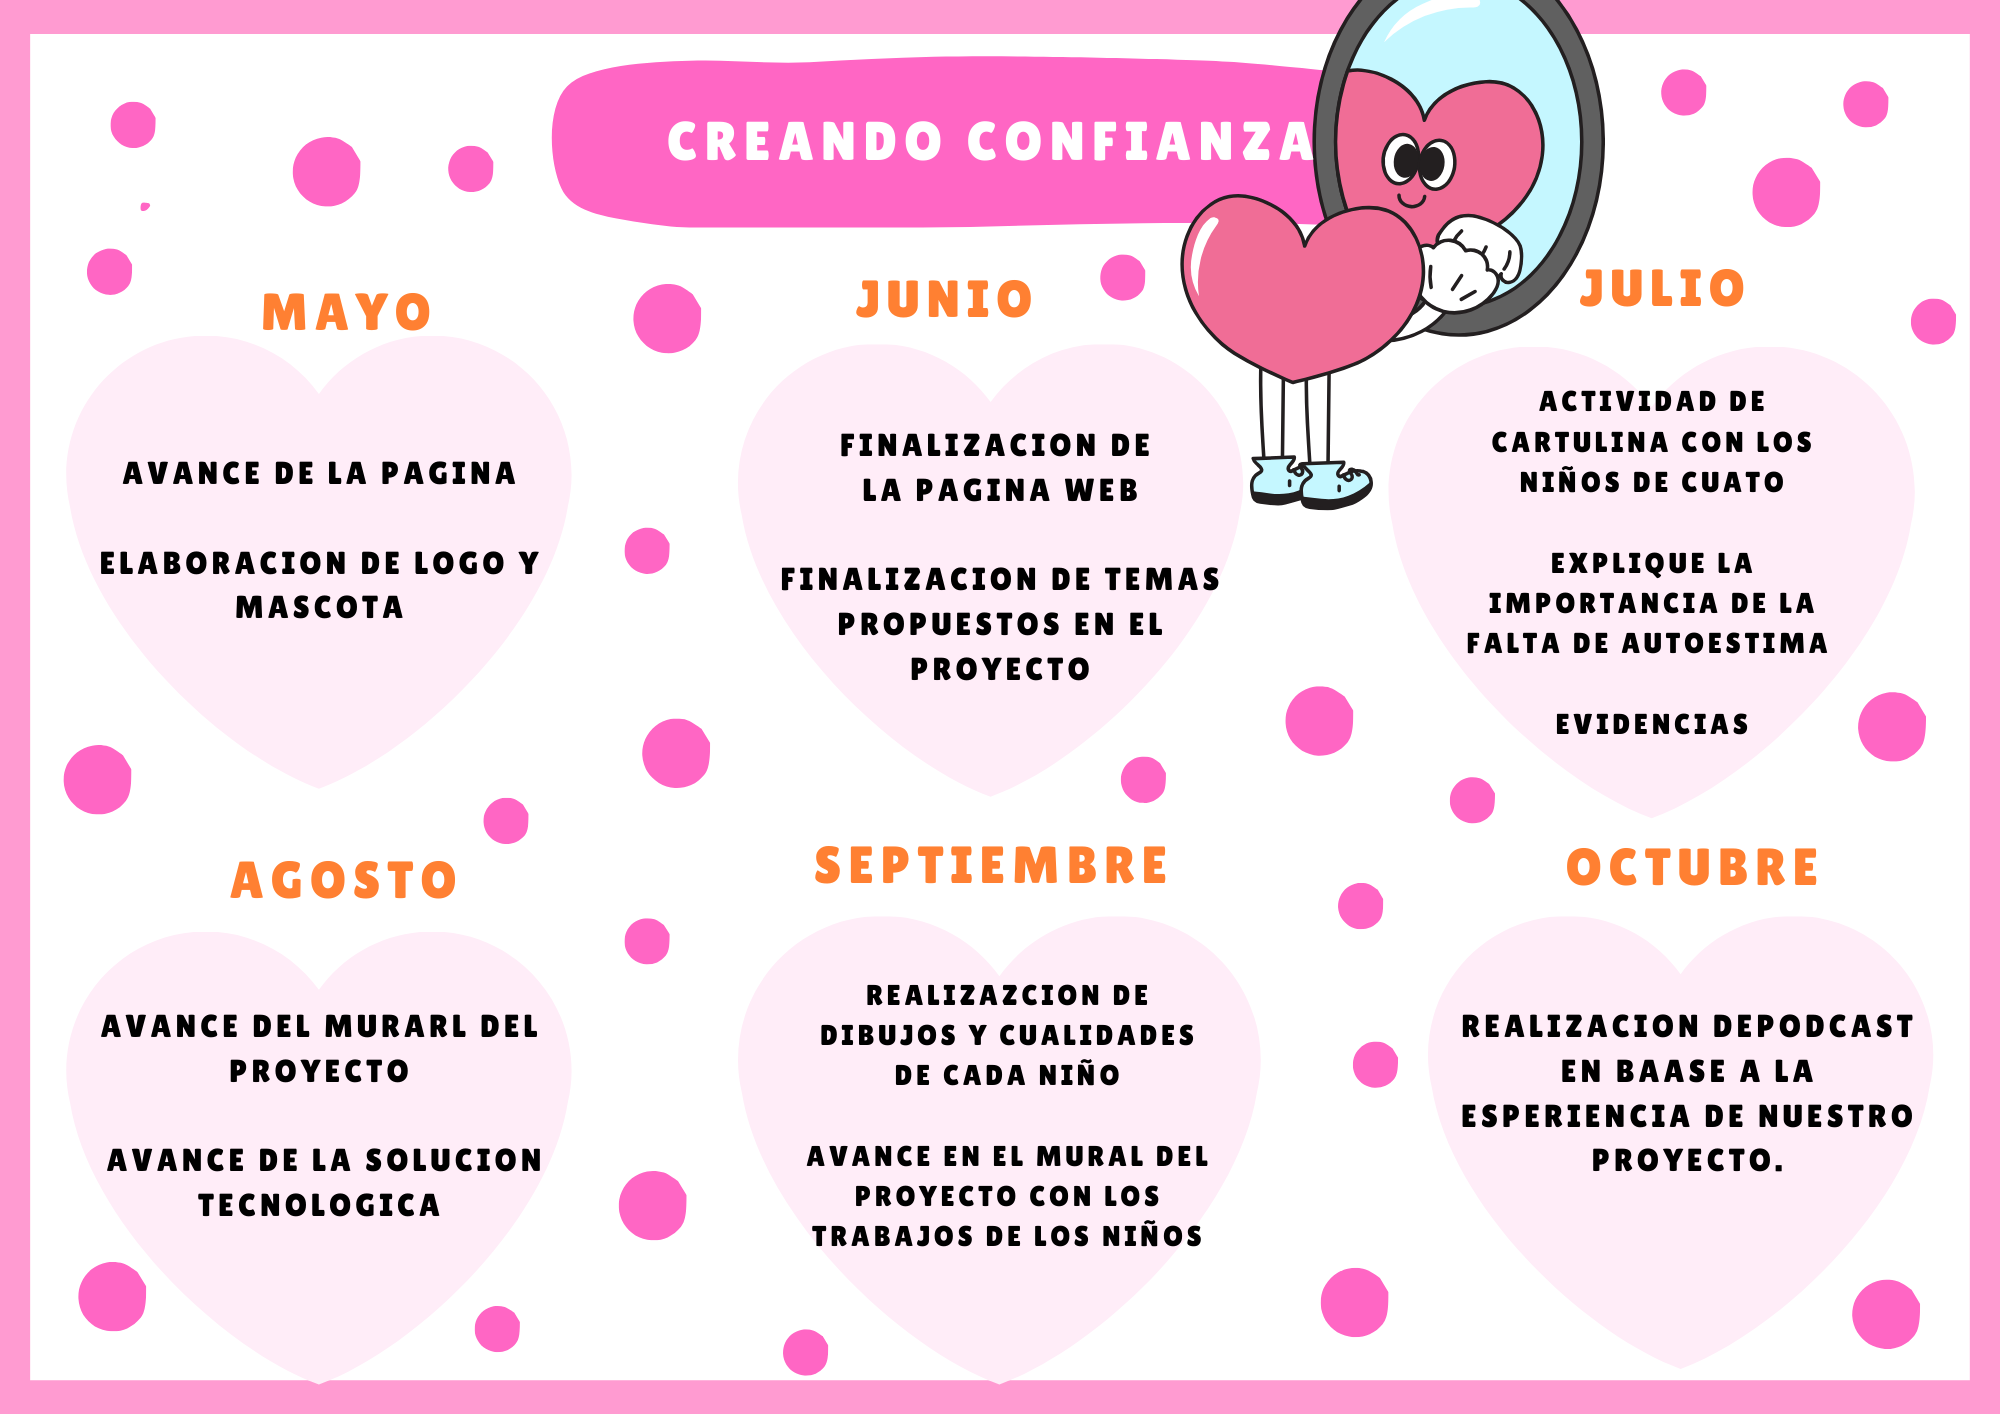 CREANDO CONFIANZA
MAYO
AVANCE DE LA PAGINA
ELABORACION DE LOGO Y
MASCOTA
JUNIO
FINALIZACION DE
LA PAGINA WEB
FINALIZACION DE TEMAS
PROPUESTOS EN EL
PROYECTO
JULIO
ACTIVIDAD DE
CARTULINA CON LOS
NIÑOS DE CUATO
EXPLIQUE LA
IMPORTANCIA DE LA
FALTA DE AUTOESTIMA
EVIDENCIAS
AGOSTO
AVANCE DEL MURARL DEL
PROYECTO
AVANCE DE LA SOLUCION
TECNOLOGICA
SEPTIEMBRE
REALIZAZCION DE
DIBUJOS Y CUALIDADES
DE CADA NIÑO
AVANCE EN EL MURAL DEL
PROYECTO CON LOS
TRABAJOS DE LOS NIÑOS
OCTUBRE
REALIZACION DEPODCAST
EN BAASE A LA
ESPERIENCIA DE NUESTRO
PROYECTO.